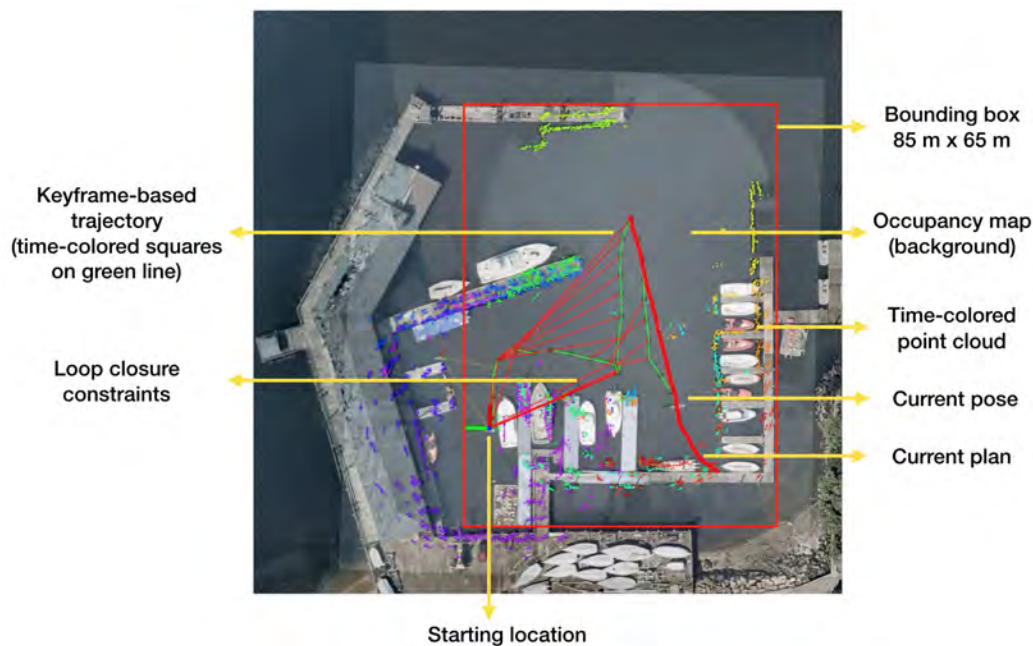 Bounding box
85 m x 65 m
Keyframe-based
trajectory
(time-colored squares
on green line)
Occupancy map
(background)
Time-colored
point cloud
Loop closure
constraints
Current pose
Current plan
Starting location